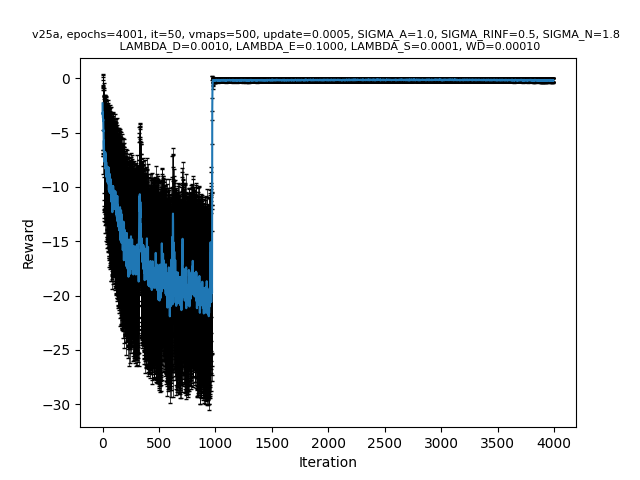 v25a, epochs=4001, it=50, vmaps=500, update=0.0005, SIGMA_A=1.0, SIGMA_RINF=0.5, SIGMA_N=1.8
LAMBDA_D=0.0010, LAMBDA_E=0.1000, LAMBDA_S=0.0001, WD=0.00010
0
−5
−10
−15
−20
−25
−30
Reward
0 500 1000 1500 2000 2500 3000 3500 4000
Iteration